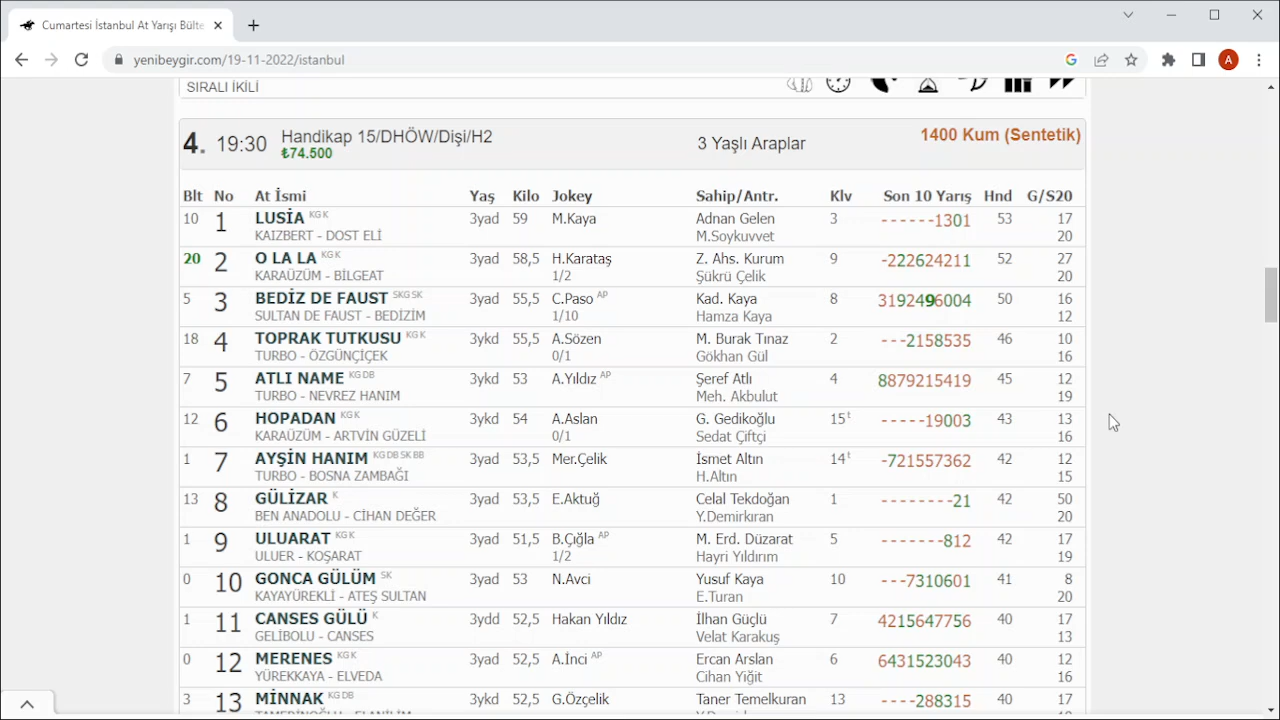 Cumartesi İstanbul At Yarışı Bülte
yenibeygir.com/19-11-2022/istanbul
A
SIRALI İKİLİ
4. 19:30 Handikap 15/DHÖW/Dişi/H2 3 Yaşlı Araplar 1400 Kum (Sentetik)
₺74.500
Blt No At İsmi Yaş Kilo Jokey Sahip/Antr. Klv Son 10 Yarış Hnd G/S20
10 1 LUSİA KG K 3yad 59 M.Kaya Adnan Gelen 3 - - - - - - 1301 53 17
KAIZBERT - DOST ELİ M.Soykuvvet 20
20 2 O LA LA KG K 3yad 58,5 H.Karataş Z. Ahs. Kurum 9 -222624211 52 27
KARAÜZÜM - BİLGEAT 1/2 Şükrü Çelik 20
5 3 BEDİZ DE FAUST SKG SK 3yad 55,5 C.Paso AP Kad. Kaya 8 3192496004 50 16
SULTAN DE FAUST - BEDİZİM 1/10 Hamza Kaya 12
18 4 TOPRAK TUTKUSU KG K 3ykd 55,5 A.Sözen M. Burak Tınaz 2 - - -2158535 46 10
TURBO - ÖZGÜNÇİÇEK 0/1 Gökhan Gül 16
7 5 ATLI NAME KG DB 3ykd 53 A.Yıldız AP Şeref Atlı 4 8879215419 45 12
TURBO - NEVREZ HANIM Meh. Akbulut 19
12 6 HOPADAN KG K 3ykd 54 A.Aslan G. Gedikoğlu 15 t - - - - -19003 43 13
KARAÜZÜM - ARTVİN GÜZELİ 0/1 Sedat Çiftçi 16
1 7 AYŞİN HANIM KG DB SK BB 3yad 53,5 Mer.Çelik İsmet Altın 14 t -721557362 42 12
TURBO - BOSNA ZAMBAĞI H.Altın 15
13 8 GÜLİZAR K 3yad 53,5 E.Aktuğ Celal Tekdoğan 1 - - - - - - - -21 42 50
BEN ANADOLU - CİHAN DEĞER Y.Demirkıran 20
1 9 ULUARAT KG K 3yad 51,5 B.Çığla AP M. Erd. Düzarat 5 - - - - - - -812 42 17
ULUER - KOŞARAT 1/2 Hayri Yıldırım 19
0 10 GONCA GÜLÜM SK 3yad 53 N.Avci Yusuf Kaya 10 - - -7310601 41 8
KAYAYÜREKLİ - ATEŞ SULTAN E.Turan 20
1 11 CANSES GÜLÜ K 3ydd 52,5 Hakan Yıldız İlhan Güçlü 7 4215647756 40 17
GELİBOLU - CANSES Velat Karakuş 13
0 12 MERENES KG K 3yad 52,5 A.İnci AP Ercan Arslan 6 6431523043 40 12
YÜREKKAYA - ELVEDA Cihan Yiğit 16
3 13 MİNNAK KG DB 3ykd 52,5 G.Özçelik Taner Temelkuran 13 - - - -288315 40 17